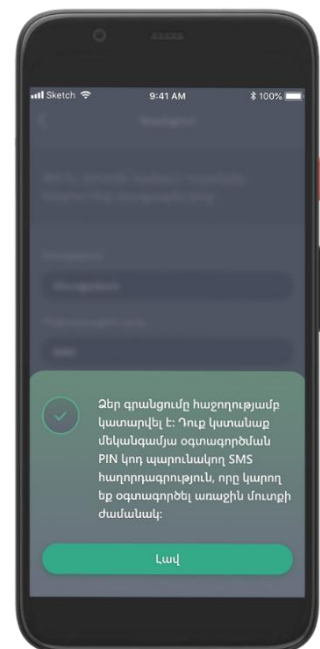 Sketch
9:41 AM
100%
Ձեր գրանցումը հաջողությամբ
կատարվել է: Դուք կստանաք
մեկանգամյա օգտագործման
PIN կոդ պարունակող SMS
հաղորդագրություն, որը կարող
եք օգտագործել առաջին մուտքի
ժամանակ:
Լավ